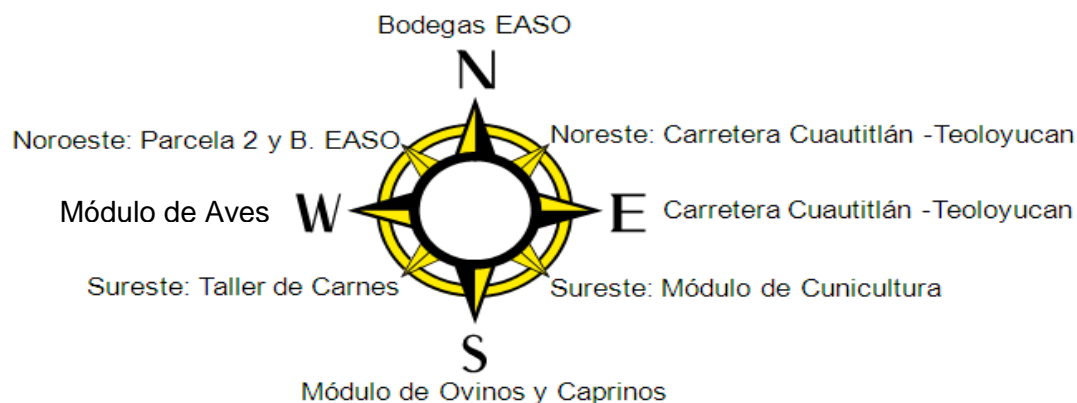 Bodegas EASO
N
Noroeste: Parcela 2 y B. EASO
Noreste: Carretera Cuautitlán -Teoloyucan
Módulo de Aves
W
E
Carretera Cuautitlán -Teoloyucan
Sureste: Taller de Carnes
Sureste: Módulo de Cunicultura
S
Módulo de Ovinos y Caprinos